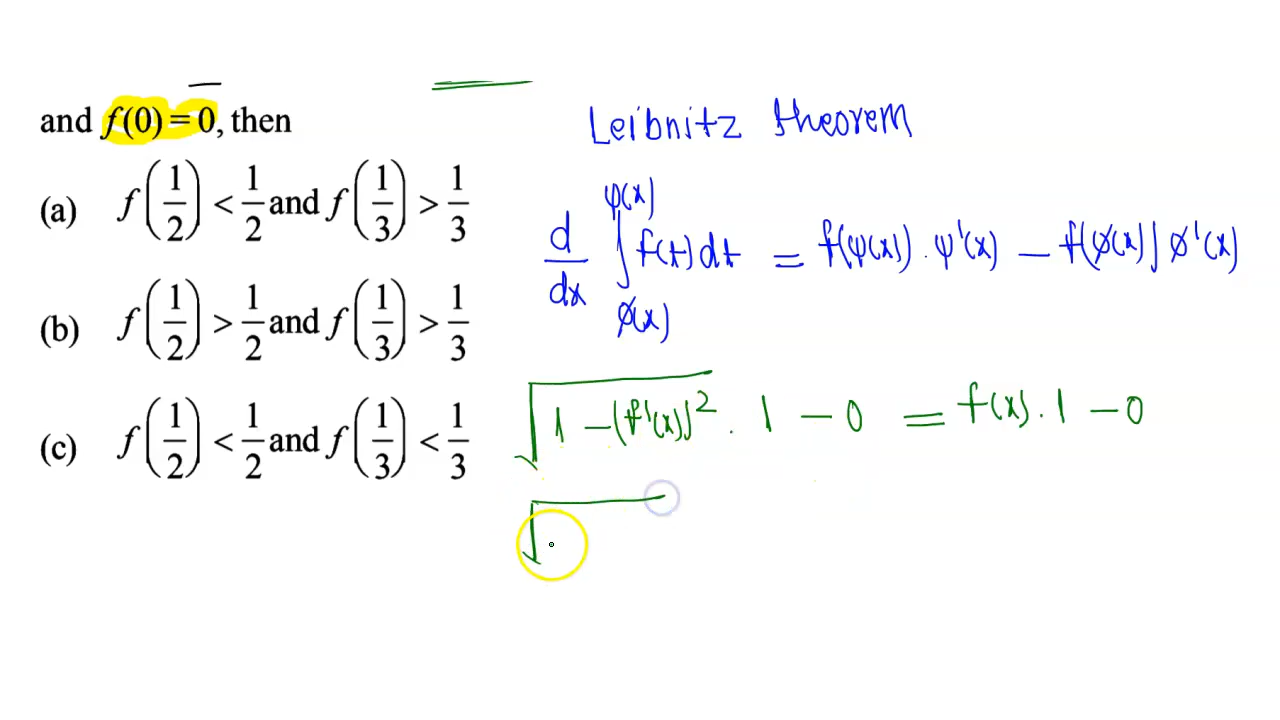 and f(0) = 0, then
(a) f(1/2) < 1/2 and f(1/3) > 1/3
(b) f(1/2) > 1/2 and f(1/3) > 1/3
(c) f(1/2) < 1/2 and f(1/3) < 1/3
Leibnitz theorem
d/dx ∫_{φ(x)}^{ψ(x)} f(t) dt = f(ψ(x)) . ψ'(x) − f(φ(x)) φ'(x)
√(1 − (f'(x))²) . 1 − 0 = f(x) . 1 − 0
√